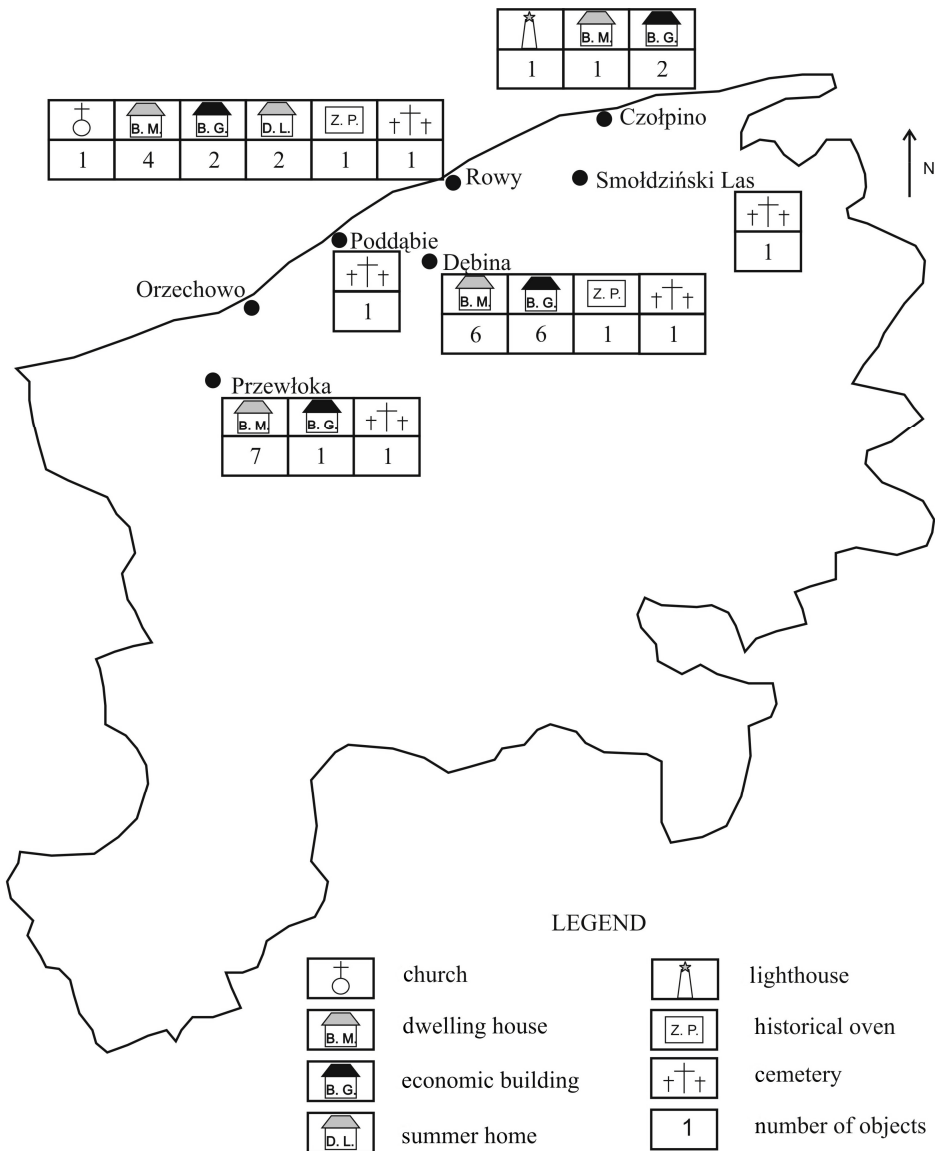 B. M. B. G.
1 1 2
Czołpino
B. M. B. G. D. L. Z. P.
1 4 2 2 1 1
N
Rowy
Smołdziński Las
1
Poddąbie
1
Dębina
B. M. B. G. Z. P.
6 6 1 1
Orzechowo
Przewłoka
B. M. B. G.
7 1 1
LEGEND
church
lighthouse
B. M. dwelling house
Z. P. historical oven
B. G. economic building
cemetery
D. L. summer home
1 number of objects